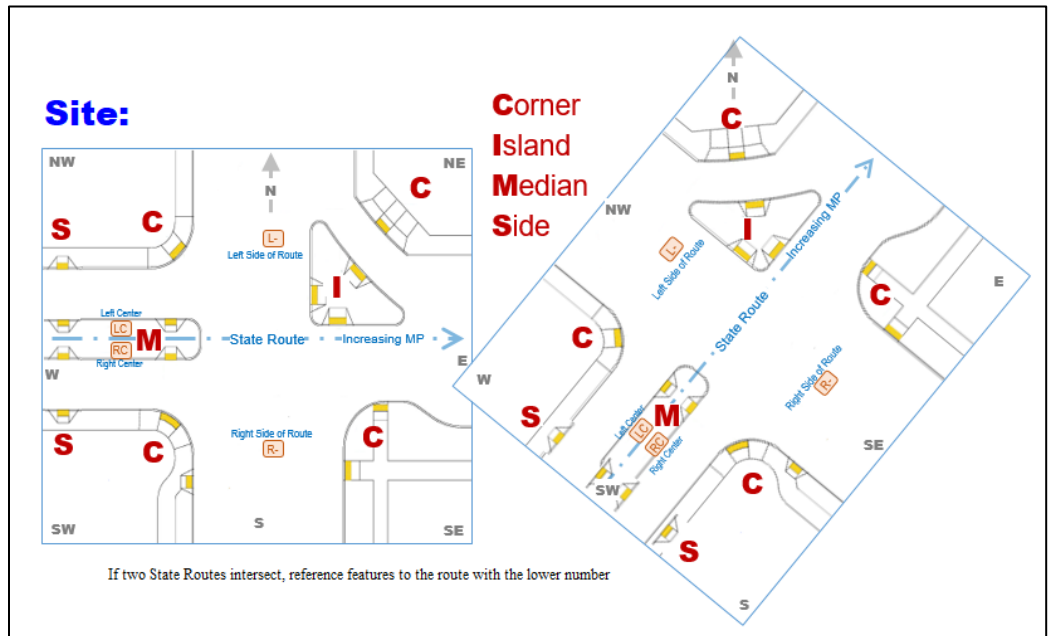 Site:
NW
NE
N
C
S
C
L-
Left Side of Route
I
Left Center
LC
M
State Route
Increasing MP
RC
Right Center
E
W
Right Side of Route
R-
S
C
C
SW
S
SE
Corner
Island
Median
Side
N
C
NW
I
Increasing MP
L-
Left Side of Route
E
C
State Route
C
W
Right Side of Route
R-
S
M
Left Center
LC
RC
Right Center
SW
SE
C
S
S
If two State Routes intersect, reference features to the route with the lower number